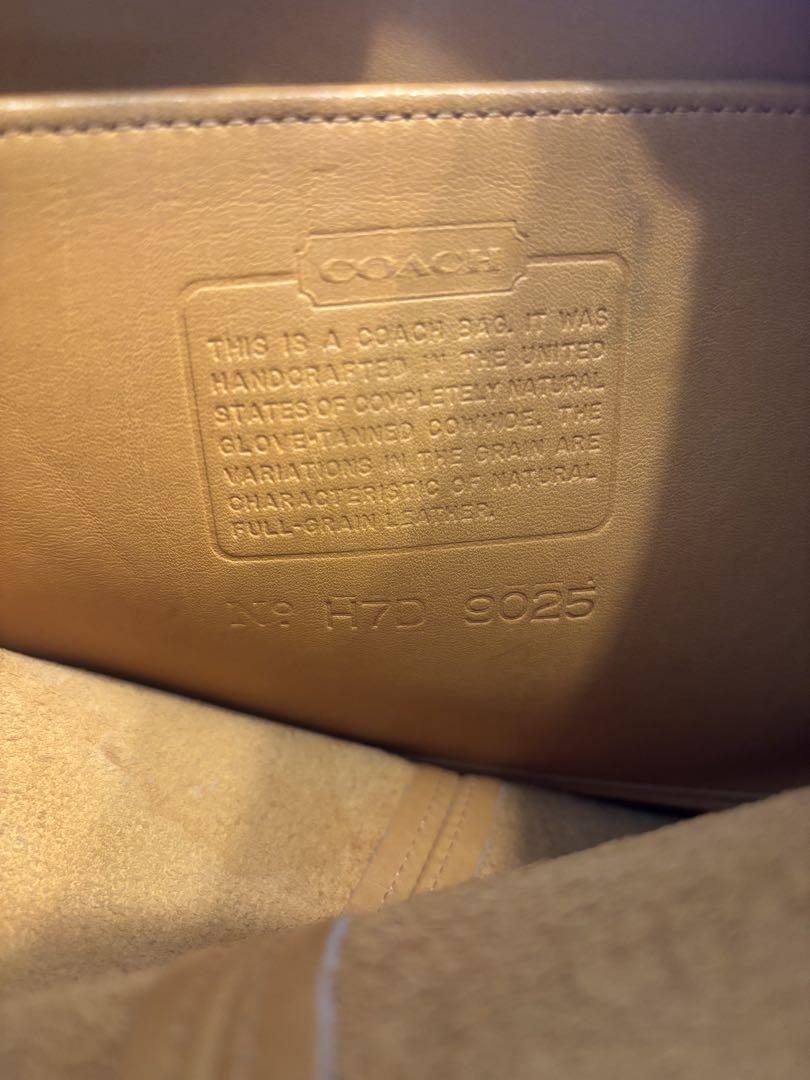 COACH
THIS IS A COACH BAG. IT WAS
HANDCRAFTED IN THE UNITED
STATES OF COMPLETELY NATURAL
GLOVE-TANNED COWHIDE. THE
VARIATIONS IN THE GRAIN ARE
CHARACTERISTIC OF NATURAL
FULL-GRAIN LEATHER.
Nº H7D 9025